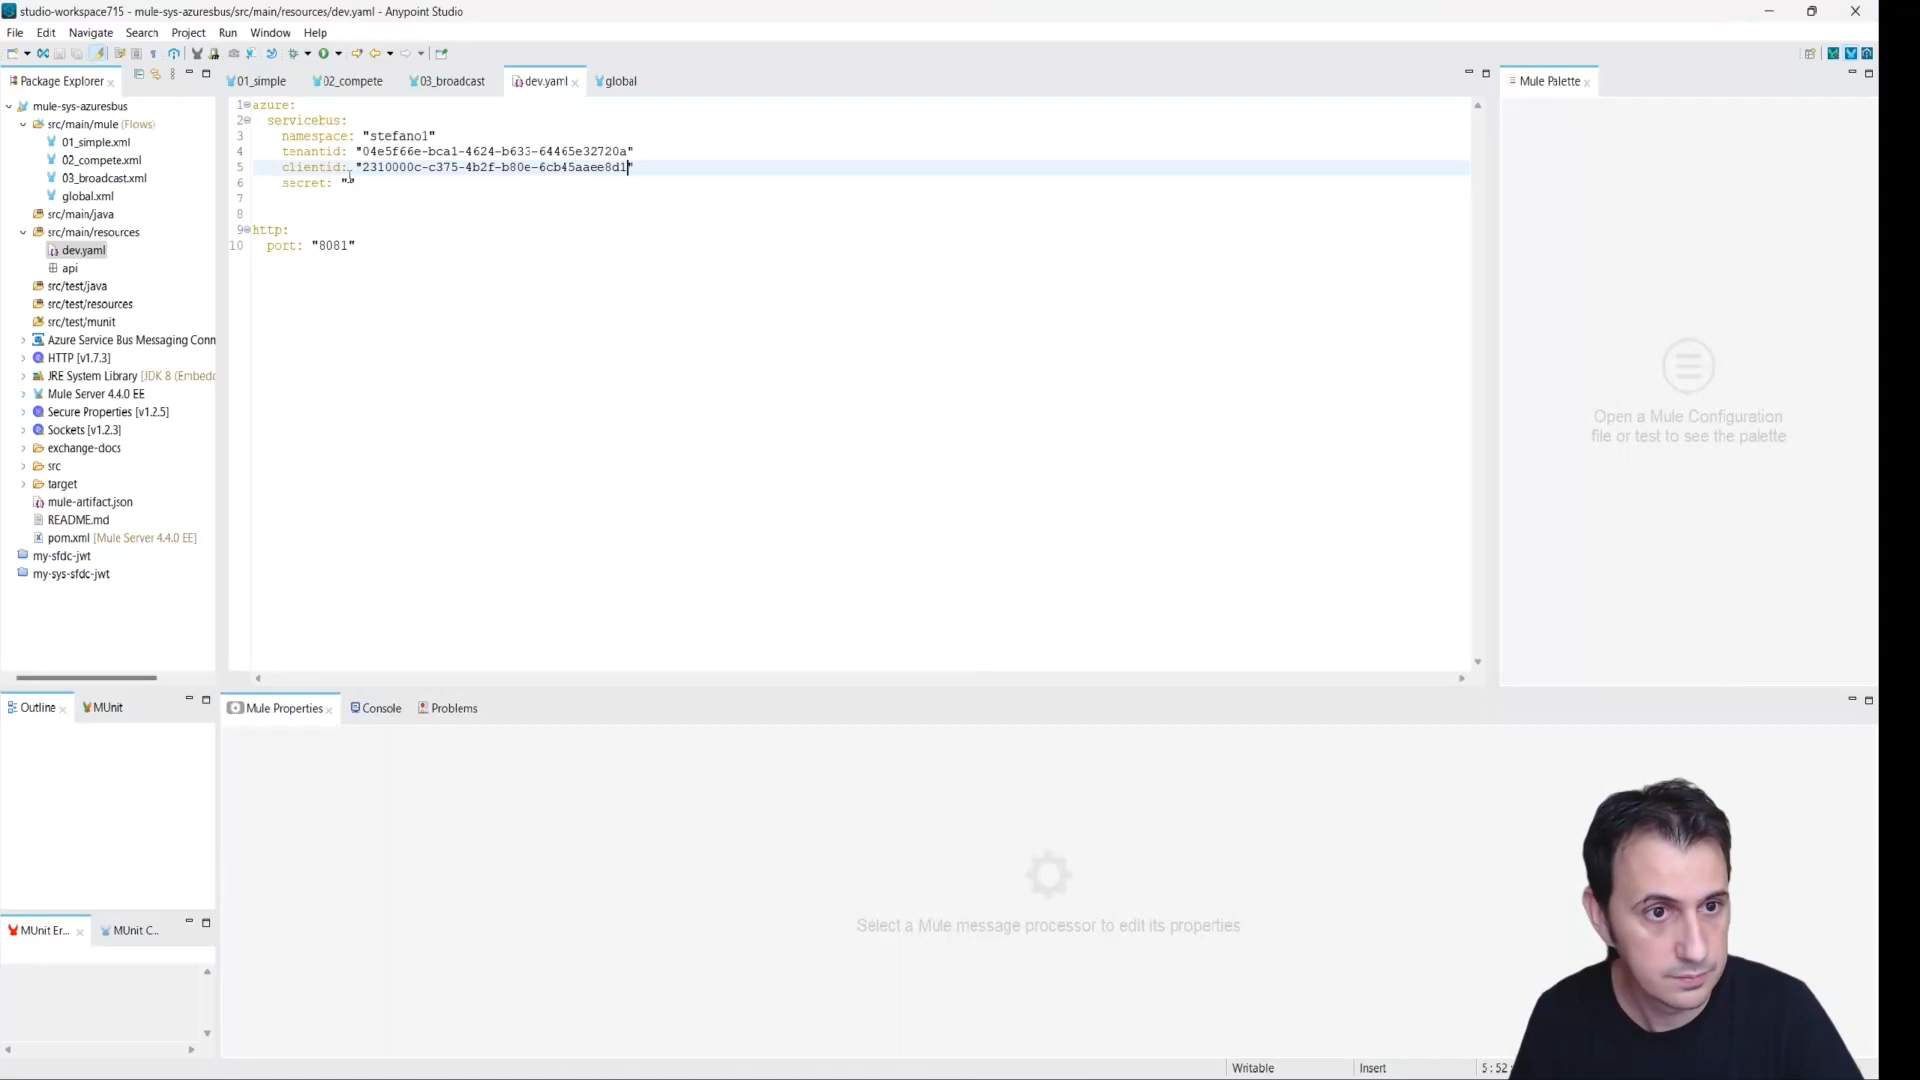 studio-workspace715 - mule-sys-azuresbus/src/main/resources/dev.yaml - Anypoint Studio
File Edit Navigate Search Project Run Window Help
Package Explorer
01_simple 02_compete 03_broadcast dev.yaml global
Mule Palette
mule-sys-azuresbus
src/main/mule (Flows)
01_simple.xml
02_compete.xml
03_broadcast.xml
global.xml
src/main/java
src/main/resources
dev.yaml
api
src/test/java
src/test/resources
src/test/munit
Azure Service Bus Messaging Conn
HTTP [v1.7.3]
JRE System Library [JDK 8 (Embedd
Mule Server 4.4.0 EE
Secure Properties [v1.2.5]
Sockets [v1.2.3]
exchange-docs
src
target
mule-artifact.json
README.md
pom.xml [Mule Server 4.4.0 EE]
my-sfdc-jwt
my-sys-sfdc-jwt
1 azure:
2 servicebus:
3 namespace: "stefano1"
4 tenantid: "04e5f66e-bca1-4624-b633-64465e32720a"
5 clientid: "2310000c-c375-4b2f-b80e-6cb45aaee8d1"
6 secret: ""
7
8
9 http:
10 port: "8081"
Open a Mule Configuration
file or test to see the palette
Outline MUnit
Mule Properties Console Problems
Select a Mule message processor to edit its properties
MUnit Er... MUnit C...
Writable Insert 5 : 52